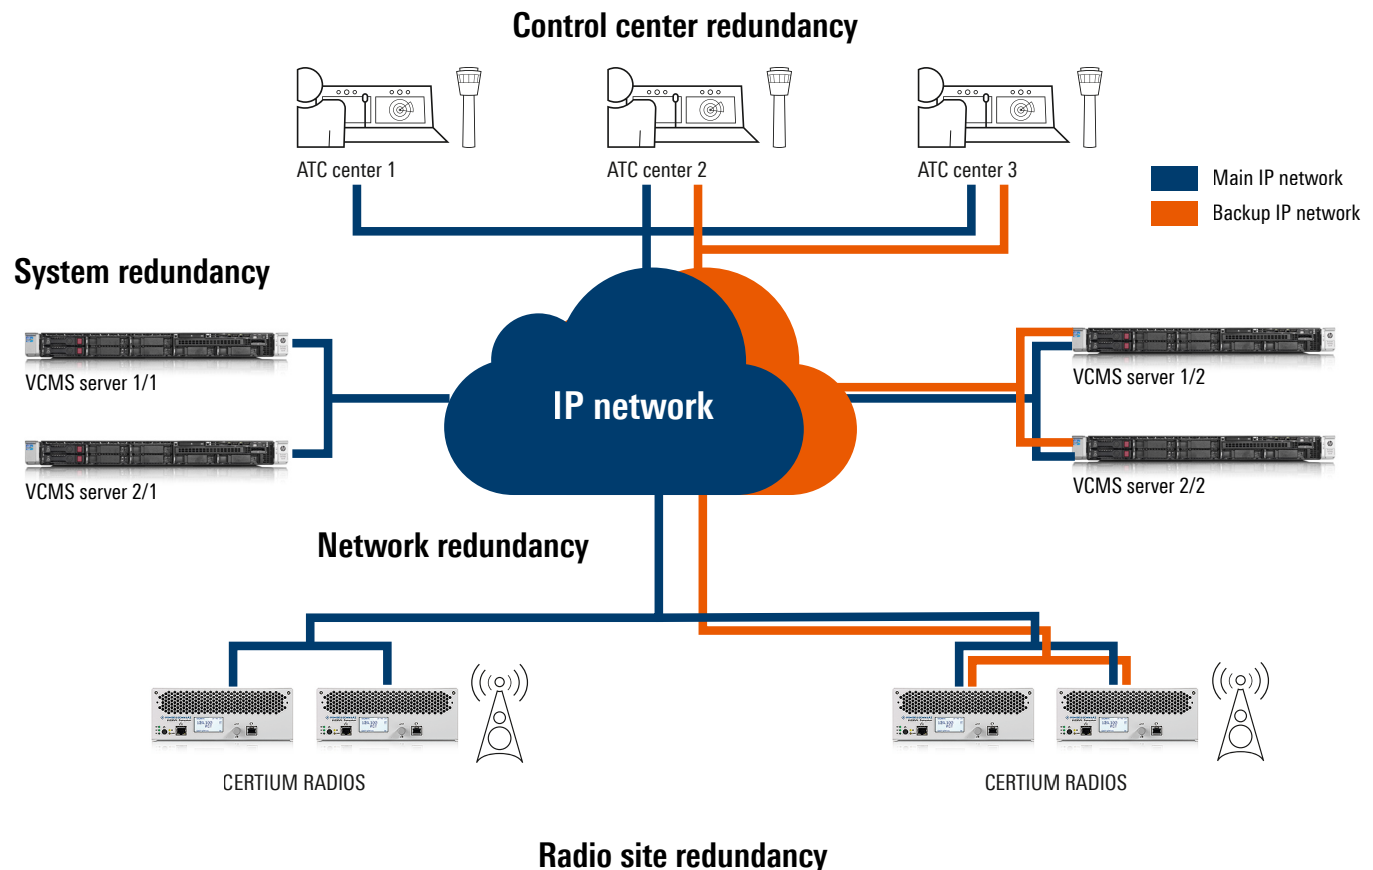 Control center redundancy
ATC center 1
ATC center 2
ATC center 3
Main IP network
Backup IP network
System redundancy
VCMS server 1/1
VCMS server 1/2
IP network
VCMS server 2/1
VCMS server 2/2
Network redundancy
CERTIUM RADIOS
CERTIUM RADIOS
Radio site redundancy